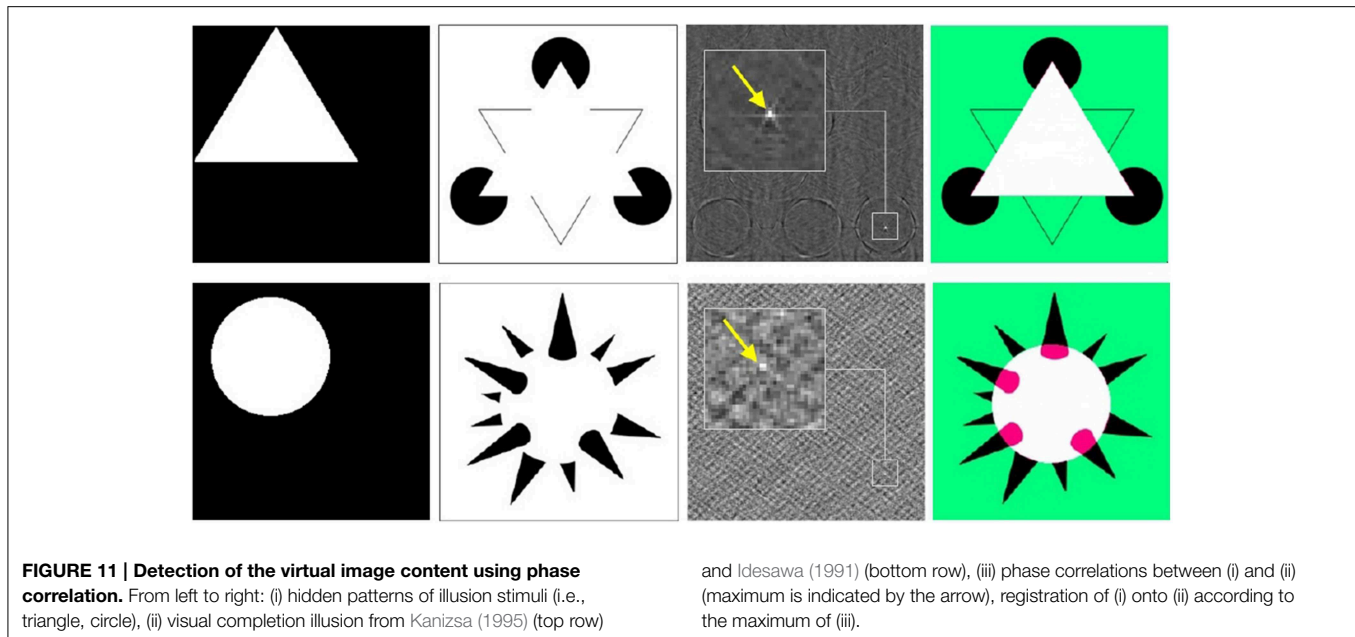 FIGURE 11 | Detection of the virtual image content using phase
correlation. From left to right: (i) hidden patterns of illusion stimuli (i.e.,
triangle, circle), (ii) visual completion illusion from Kanizsa (1995) (top row)
and Idesawa (1991) (bottom row), (iii) phase correlations between (i) and (ii)
(maximum is indicated by the arrow), registration of (i) onto (ii) according to
the maximum of (iii).